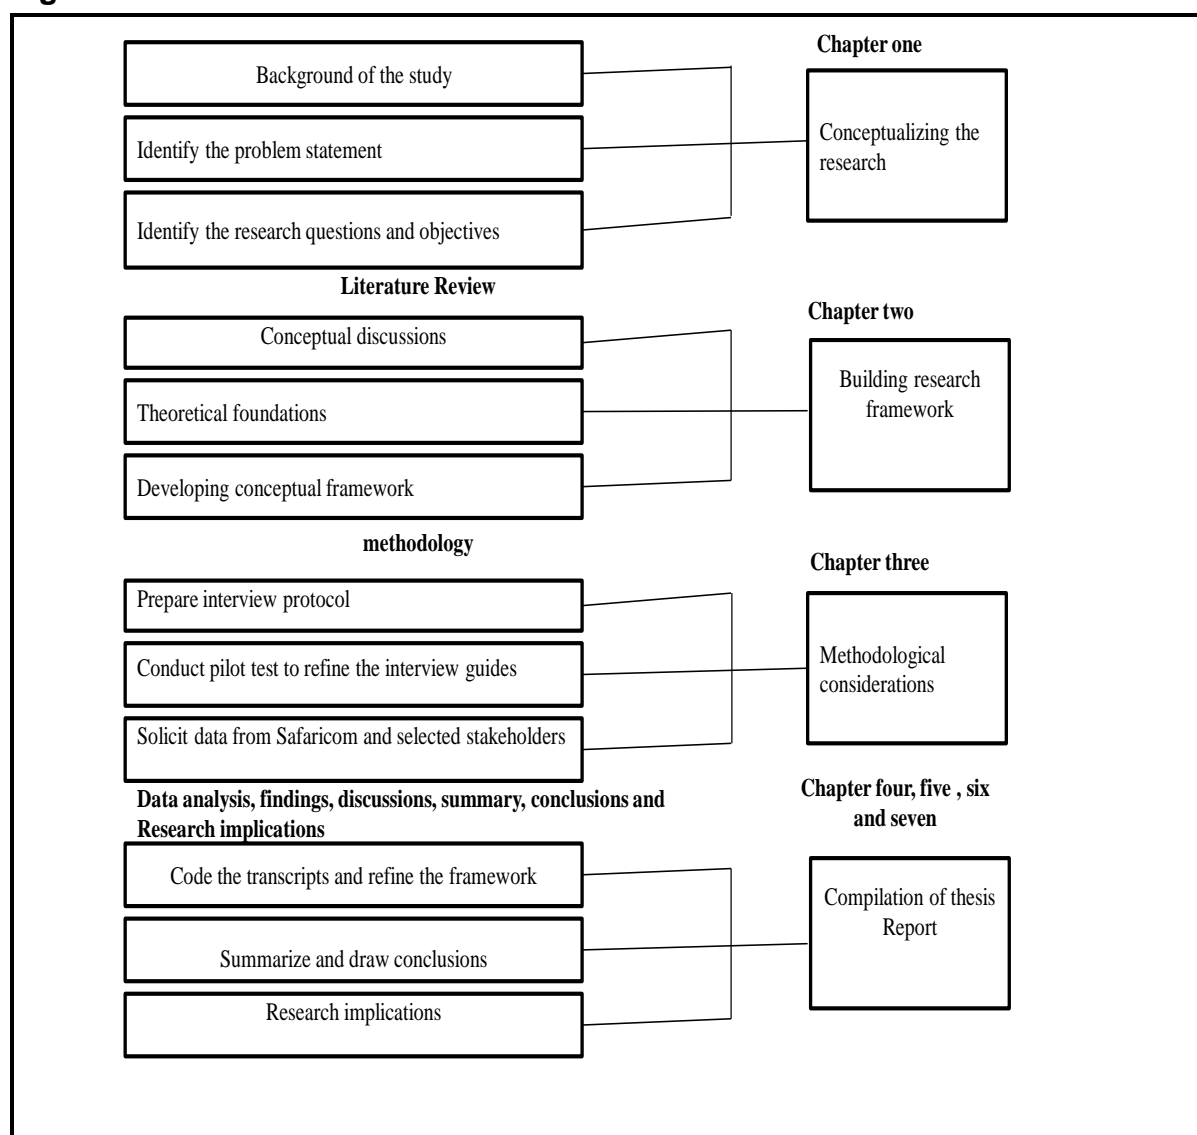 Chapter one
Background of the study
Identify the problem statement
Conceptualizing the
research
Identify the research questions and objectives
Literature Review
Chapter two
Conceptual discussions
Building research
framework
Theoretical foundations
Developing conceptual framework
methodology
Chapter three
Prepare interview protocol
Conduct pilot test to refine the interview guides
Methodological
considerations
Solicit data from Safaricom and selected stakeholders
Data analysis, findings, discussions, summary, conclusions and
Research implications
Chapter four, five , six
and seven
Code the transcripts and refine the framework
Compilation of thesis
Report
Summarize and draw conclusions
Research implications